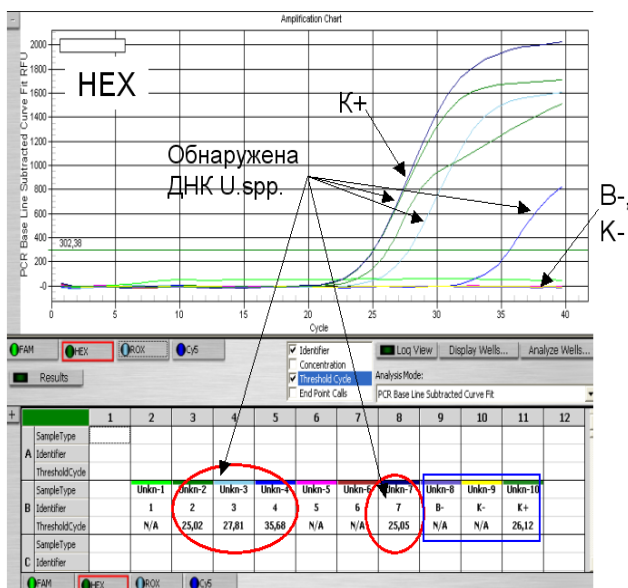 Amplification Chart
PCR Base Line Subtracted Curve Fit RFU
2000
1800
1600
1400
1200
1000
800
600
400
200
-0
302,38
HEX
K+
Обнаружена
ДНК U.spp.
B-,
K-
0 5 10 15 20 25 30 35 40
Cycle
FAM HEX ROX Cy5
Results
Identifier
Concentration
Threshold Cycle
End Point Calls
Log View Display Wells... Analyze Wells...
Analysis Mode:
PCR Base Line Subtracted Curve Fit
+ 1 2 3 4 5 6 7 8 9 10 11 12
SampleType
A Identifier
ThresholdCycle
SampleType Unkn-1 Unkn-2 Unkn-3 Unkn-4 Unkn-5 Unkn-6 Unkn-7 Unkn-8 Unkn-9 Unkn-10
B Identifier 1 2 3 4 5 6 7 B- K- K+
ThresholdCycle N/A 25,02 27,81 35,68 N/A N/A 25,05 N/A N/A 26,12
SampleType
C Identifier
FAM HEX ROX Cy5